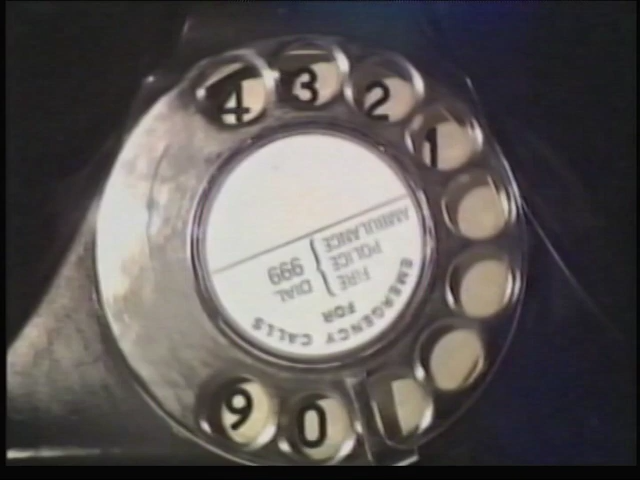 4 3 2
1
EMERGENCY CALLS
FOR
FIRE
POLICE
AMBULANCE
DIAL
999
9 0